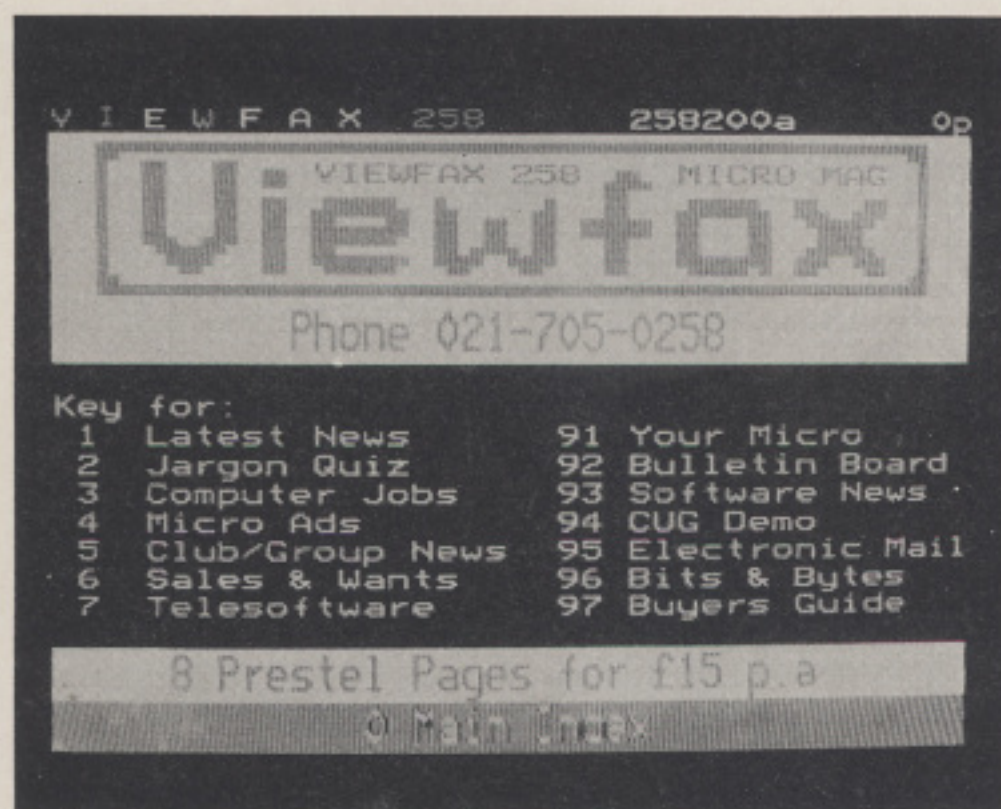 VIEWFAX 258 258200a 0p
VIEWFAX 258 MICRO MAG
Viewfax
Phone 021-705-0258
Key for:
1 Latest News 91 Your Micro
2 Jargon Quiz 92 Bulletin Board
3 Computer Jobs 93 Software News
4 Micro Ads 94 CUG Demo
5 Club/Group News 95 Electronic Mail
6 Sales & Wants 96 Bits & Bytes
7 Telesoftware 97 Buyers Guide
8 Prestel Pages for £15 p.a
0 Main Index